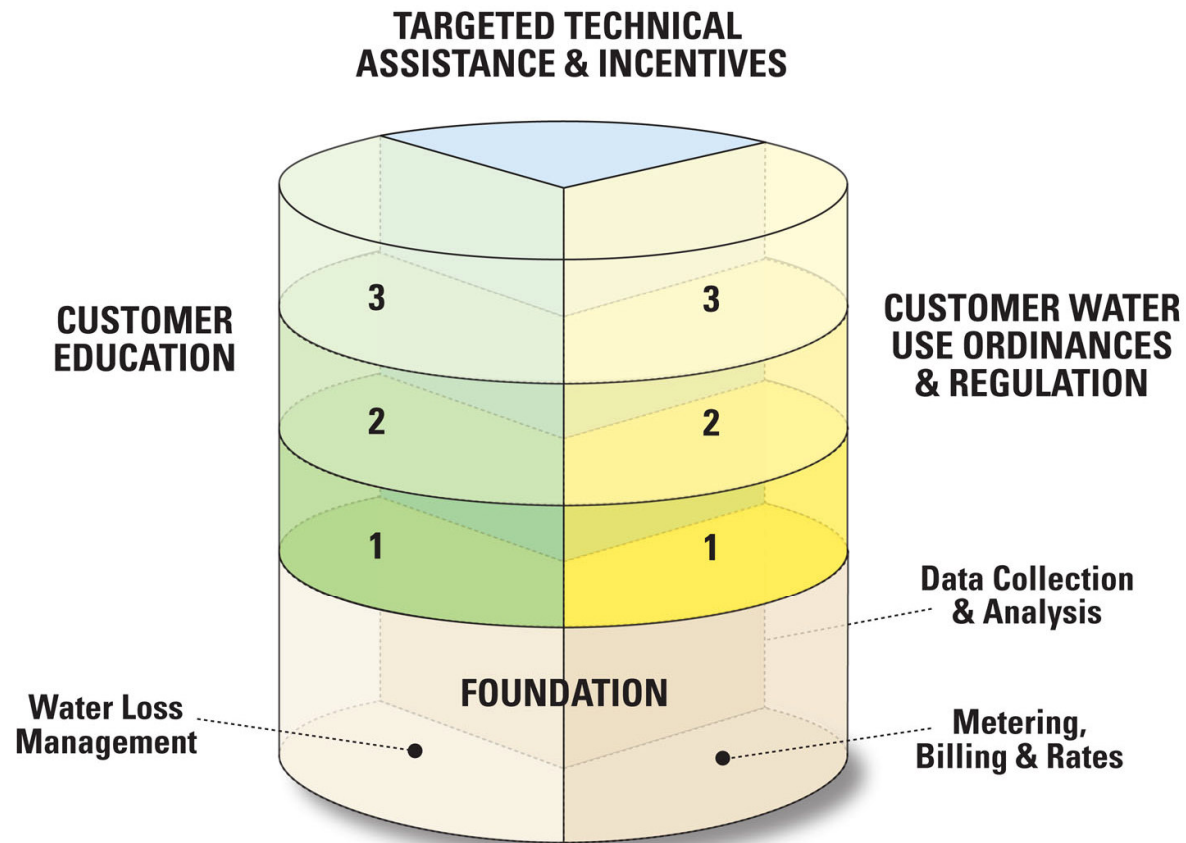 TARGETED TECHNICAL
ASSISTANCE & INCENTIVES
CUSTOMER
EDUCATION
3
3
CUSTOMER WATER
USE ORDINANCES
& REGULATION
2
2
1
1
Data Collection
& Analysis
FOUNDATION
Water Loss
Management
Metering,
Billing & Rates